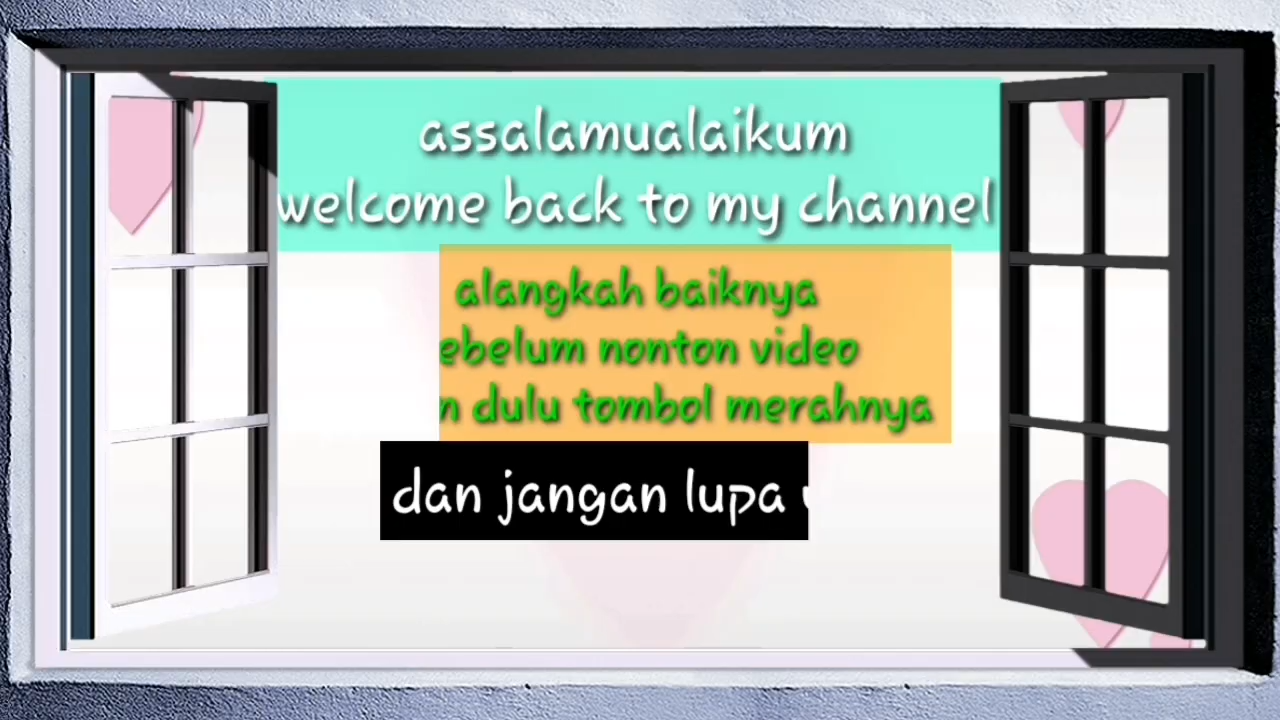 assalamualaikum
welcome back to my channel
alangkah baiknya
ebelum nonton video
n dulu tombol merahnya
dan jangan lupa